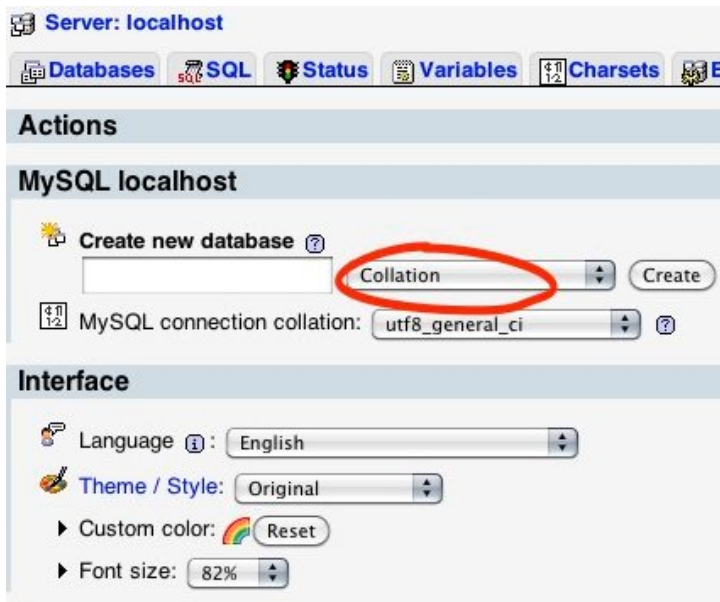 Server: localhost
Databases SQL Status Variables Charsets E
Actions
MySQL localhost
Create new database
Collation Create
MySQL connection collation: utf8_general_ci
Interface
Language : English
Theme / Style: Original
Custom color: Reset
Font size: 82%